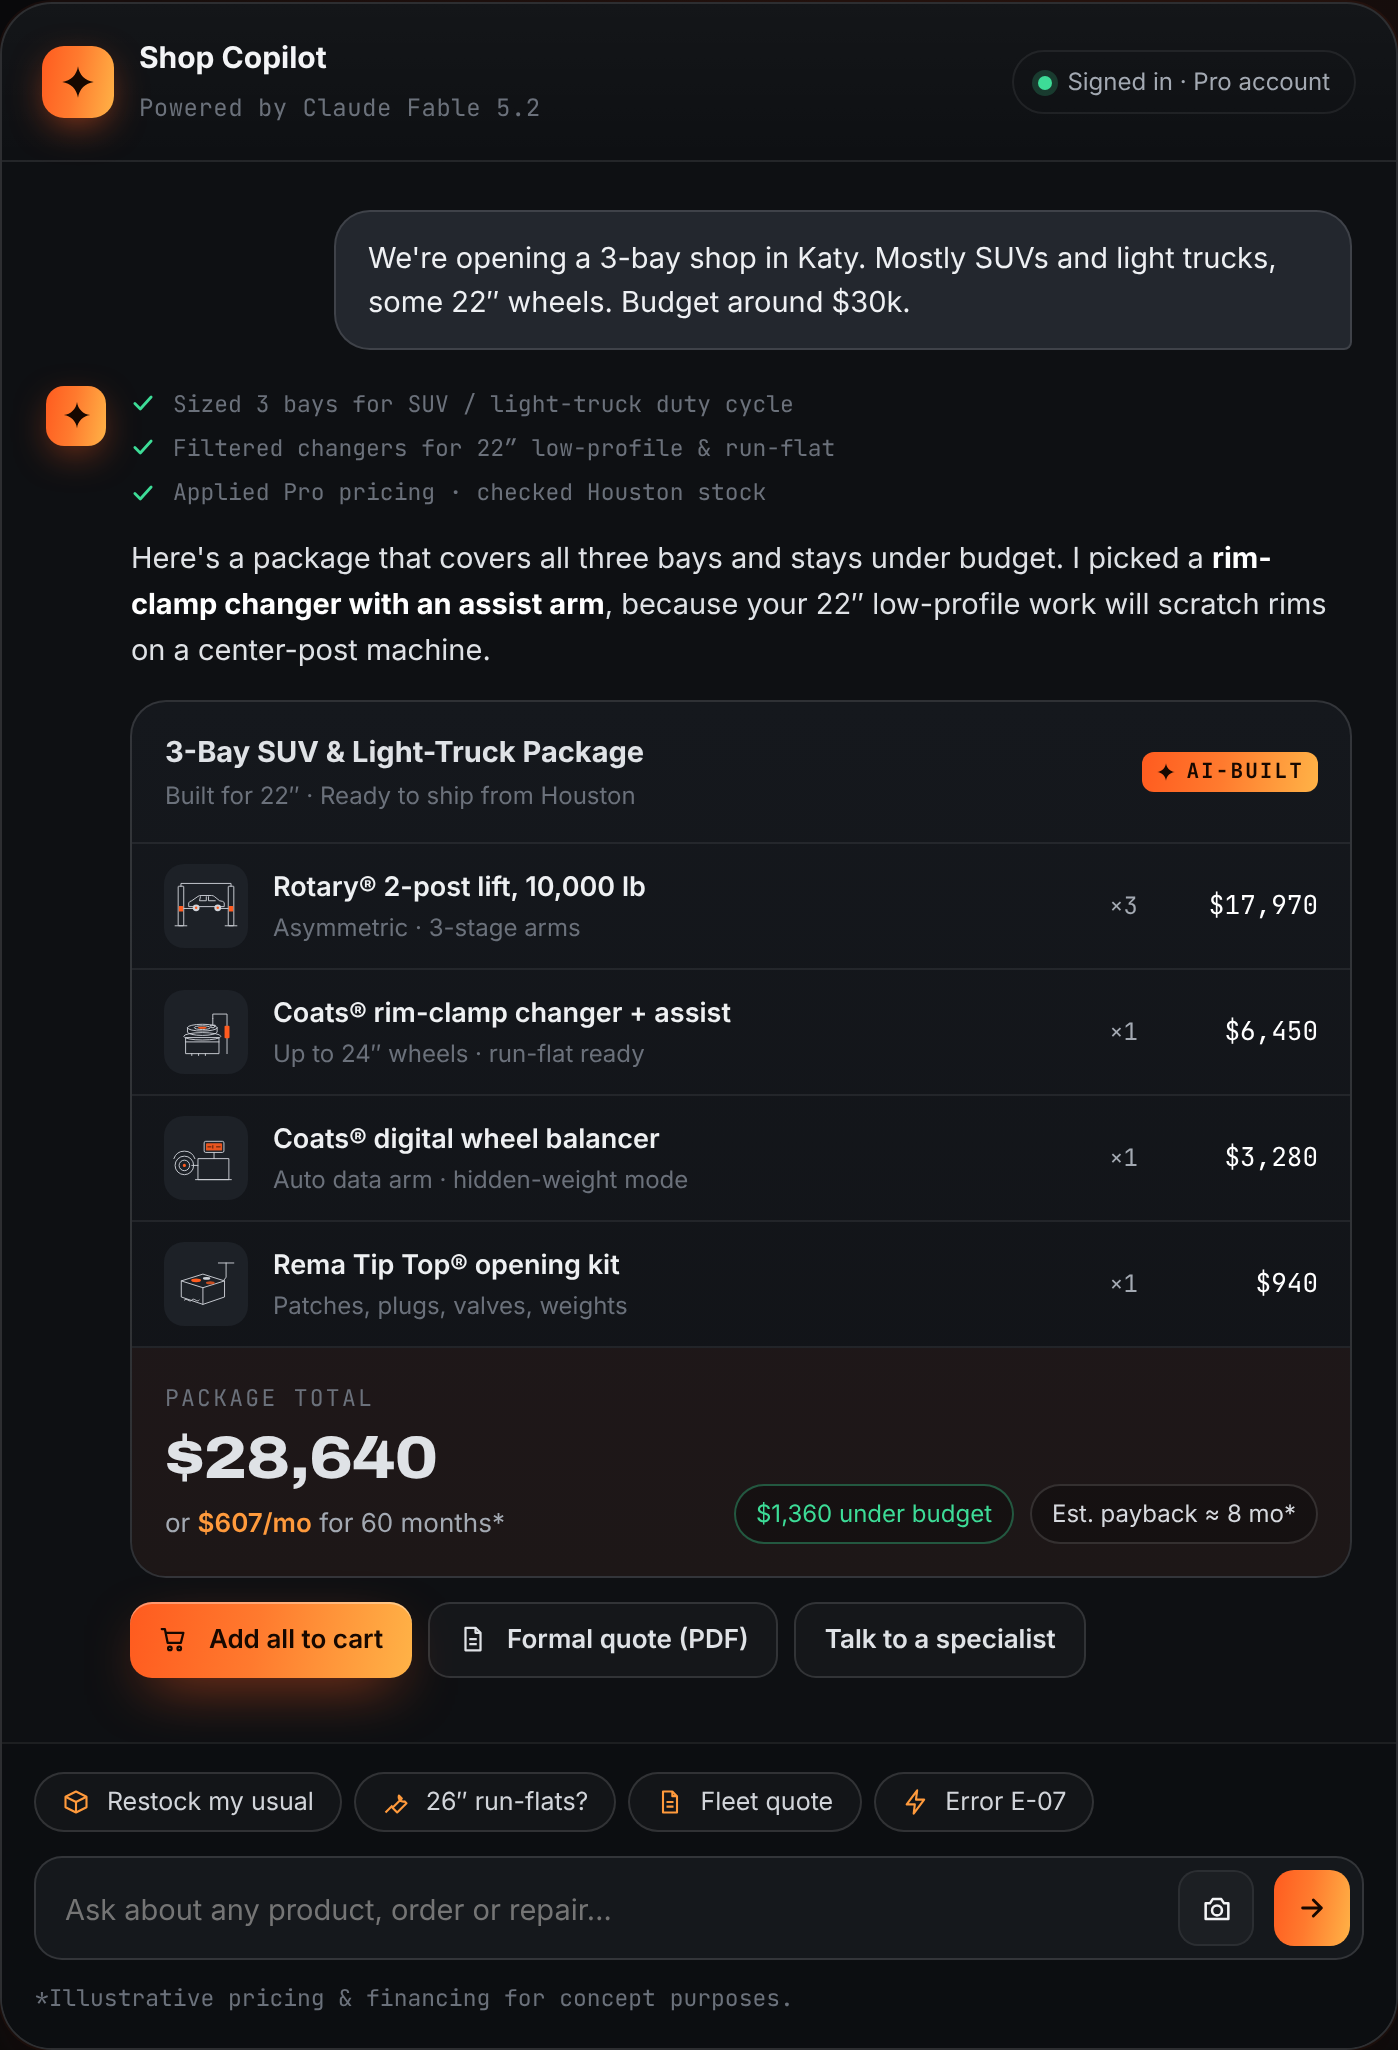 Shop Copilot
Powered by Claude Fable 5.2
Signed in · Pro account
We're opening a 3-bay shop in Katy. Mostly SUVs and light trucks,
some 22″ wheels. Budget around $30k.
Sized 3 bays for SUV / light-truck duty cycle
Filtered changers for 22″ low-profile & run-flat
Applied Pro pricing · checked Houston stock
Here's a package that covers all three bays and stays under budget. I picked a rim-
clamp changer with an assist arm, because your 22″ low-profile work will scratch rims
on a center-post machine.
3-Bay SUV & Light-Truck Package
Built for 22″ · Ready to ship from Houston
AI-BUILT
Rotary® 2-post lift, 10,000 lb
Asymmetric · 3-stage arms
×3
$17,970
Coats® rim-clamp changer + assist
Up to 24″ wheels · run-flat ready
×1
$6,450
Coats® digital wheel balancer
Auto data arm · hidden-weight mode
×1
$3,280
Rema Tip Top® opening kit
Patches, plugs, valves, weights
×1
$940
PACKAGE TOTAL
$28,640
or $607/mo for 60 months*
$1,360 under budget
Est. payback ≈ 8 mo*
Add all to cart
Formal quote (PDF)
Talk to a specialist
Restock my usual
26″ run-flats?
Fleet quote
Error E-07
Ask about any product, order or repair...
*Illustrative pricing & financing for concept purposes.